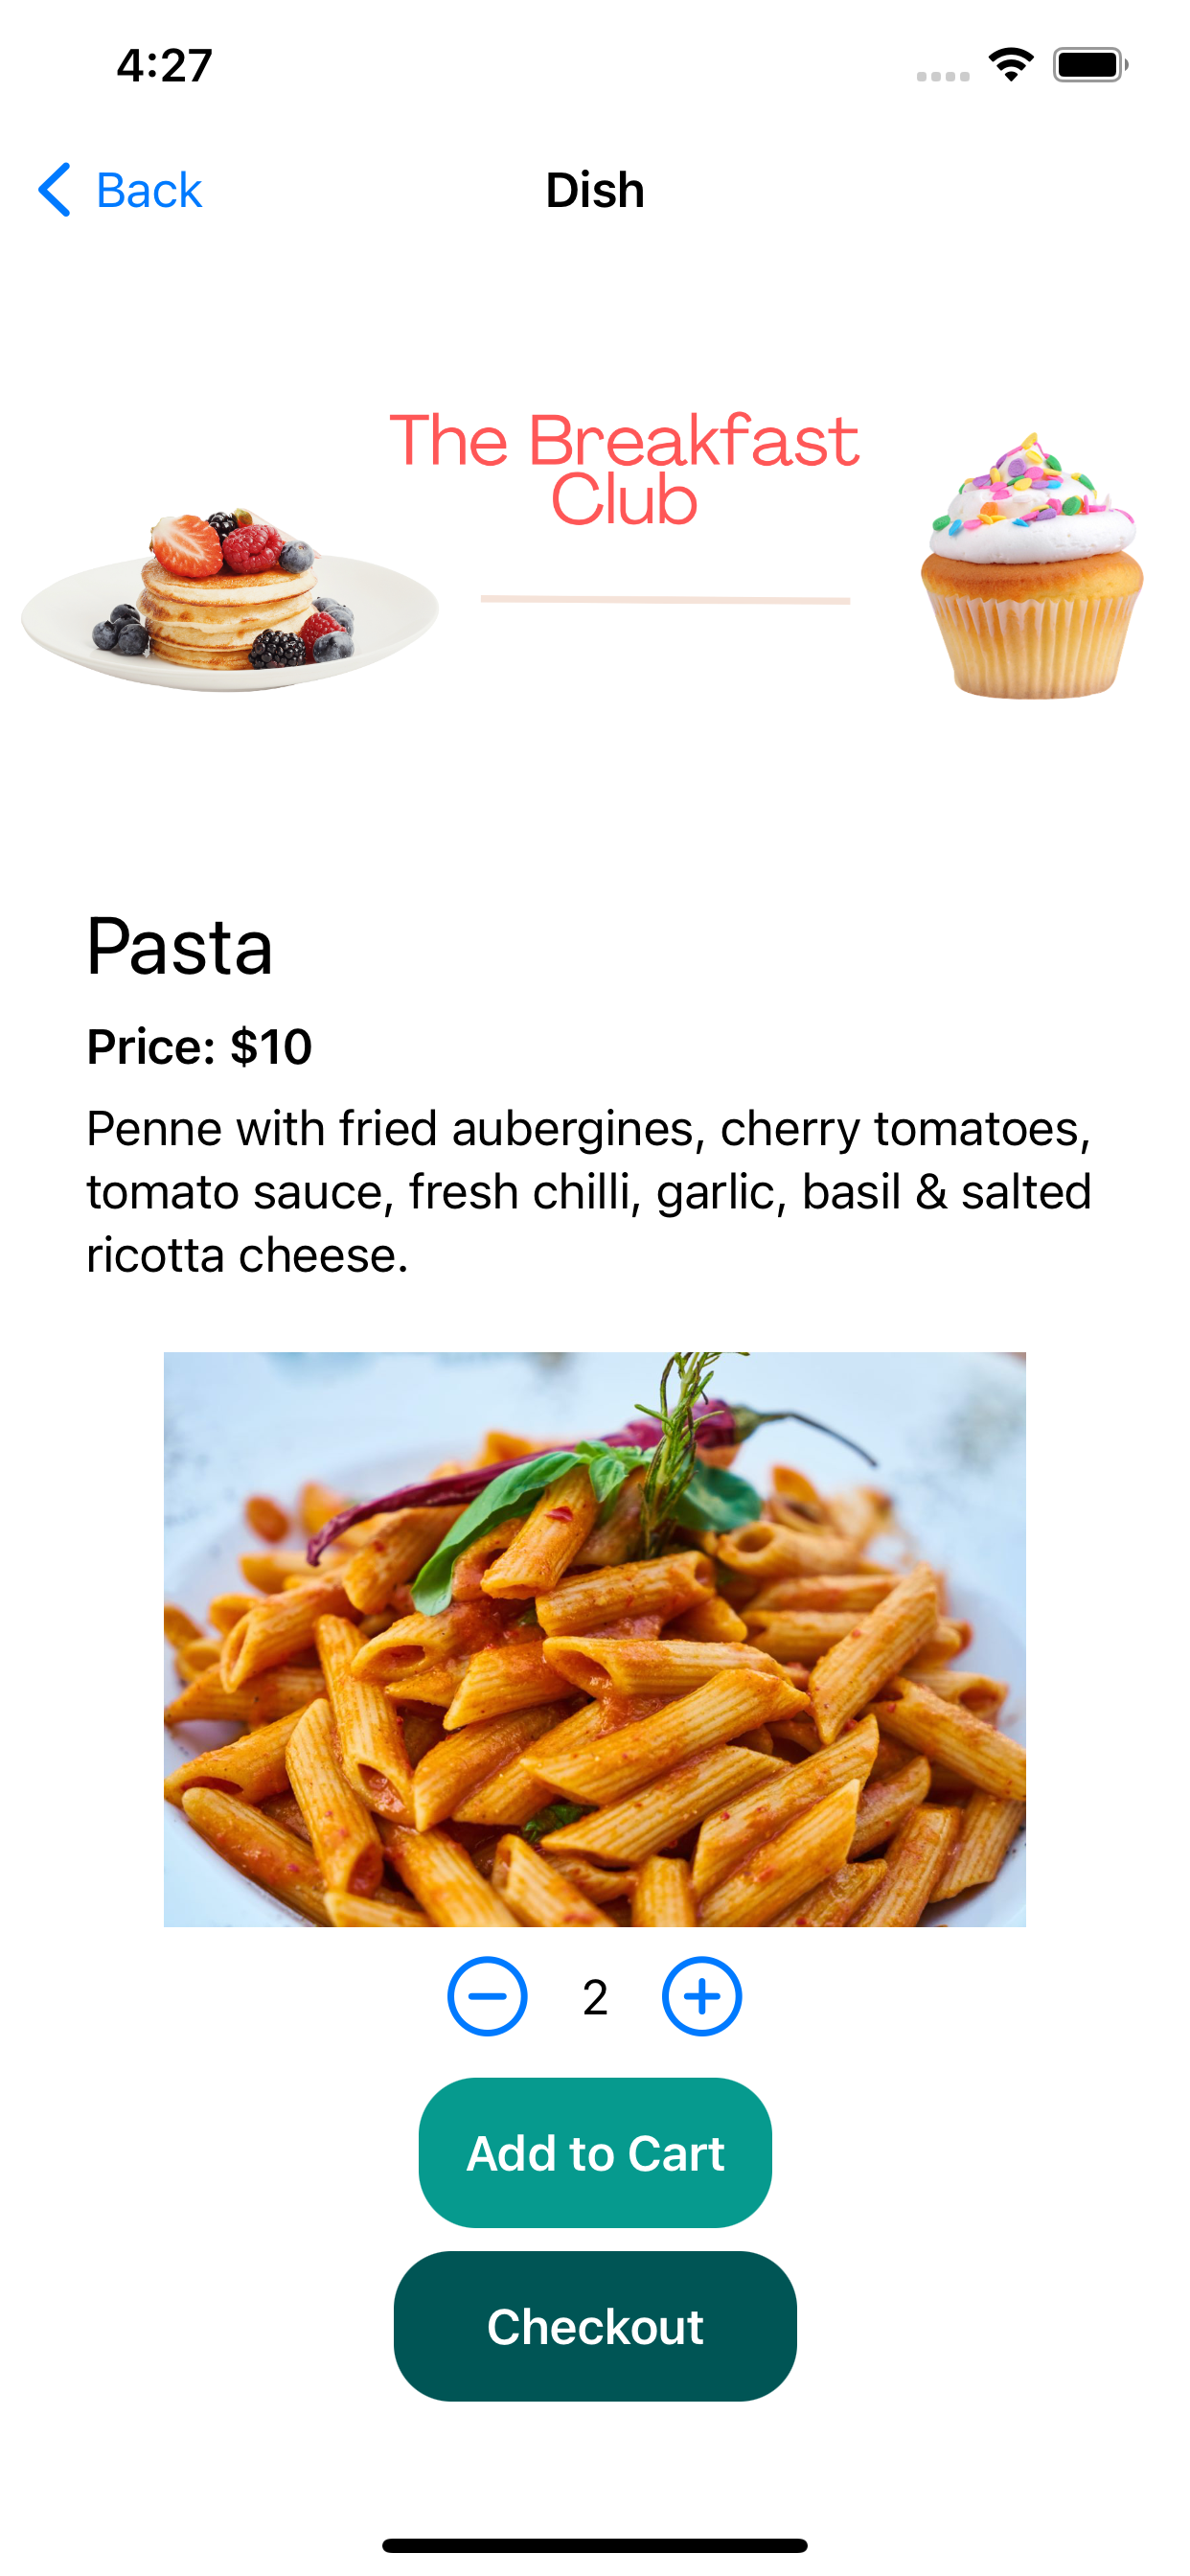 4:27
Back
Dish
The Breakfast
Club
Pasta
Price: $10
Penne with fried aubergines, cherry tomatoes,
tomato sauce, fresh chilli, garlic, basil & salted
ricotta cheese.
2
Add to Cart
Checkout